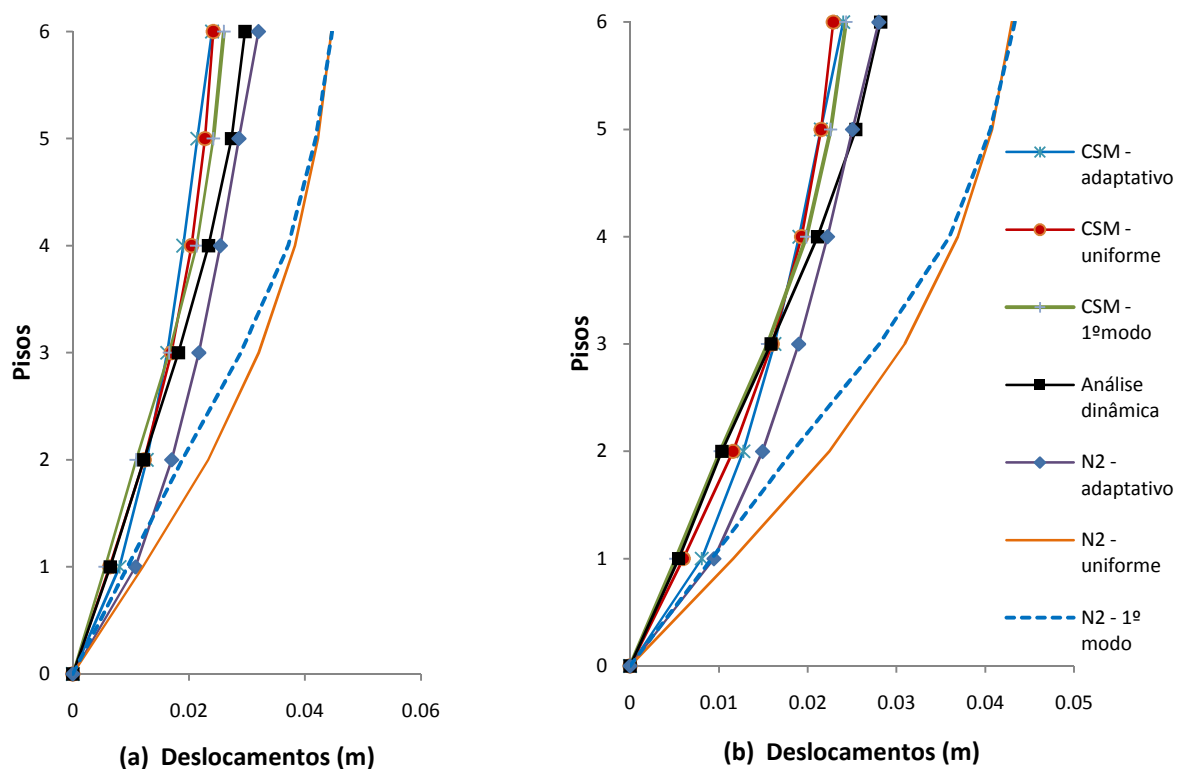 6
5
4
3
2
1
0
Pisos
0
0.02
0.04
0.06
(a) Deslocamentos (m)
6
5
4
3
2
1
0
Pisos
0
0.01
0.02
0.03
0.04
0.05
(b) Deslocamentos (m)
CSM -
adaptativo
CSM -
uniforme
CSM -
1ºmodo
Análise
dinâmica
N2 -
adaptativo
N2 -
uniforme
N2 - 1º
modo